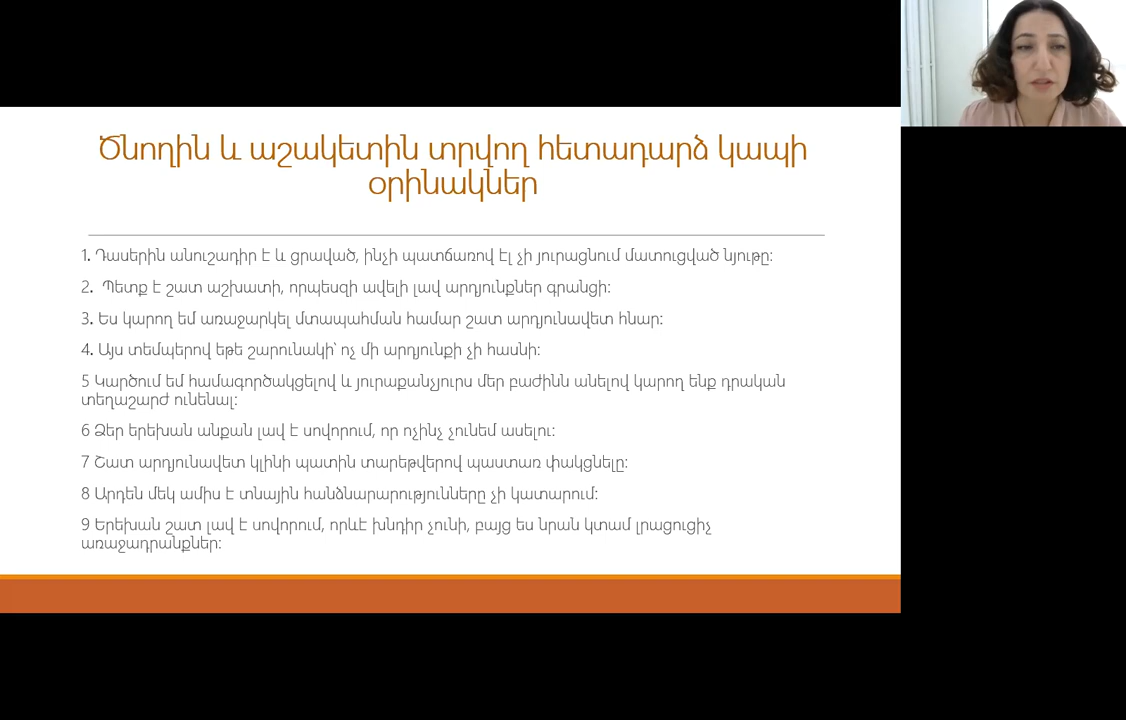 Ծնողին և աշակետին տրվող հետադարձ կապի
օրինակներ
1. Դասերին անուշադիր է և ցրաված, ինչի պատճառով էլ չի յուրացնում մատուցված նյութը:
2. Պետք է շատ աշխատի, որպեսզի ավելի լավ արդյունքներ գրանցի:
3. Ես կարող եմ առաջարկել մտապահման համար շատ արդյունավետ հնար:
4. Այս տեմպերով եթե շարունակի՝ ոչ մի արդյունքի չի հասնի:
5 Կարծում եմ համագործակցելով և յուրաքանչյուրս մեր բաժինն անելով կարող ենք դրական
տեղաշարժ ունենալ:
6 Ձեր երեխան անքան լավ է սովորում, որ ոչինչ չունեմ ասելու:
7 Շատ արդյունավետ կլինի պատին տարեթվերով պաստառ փակցնելը:
8 Արդեն մեկ ամիս է տնային հանձնարարությունները չի կատարում:
9 Երեխան շատ լավ է սովորում, որևէ խնդիր չունի, բայց ես նրան կտամ լրացուցիչ
առաջադրանքներ: